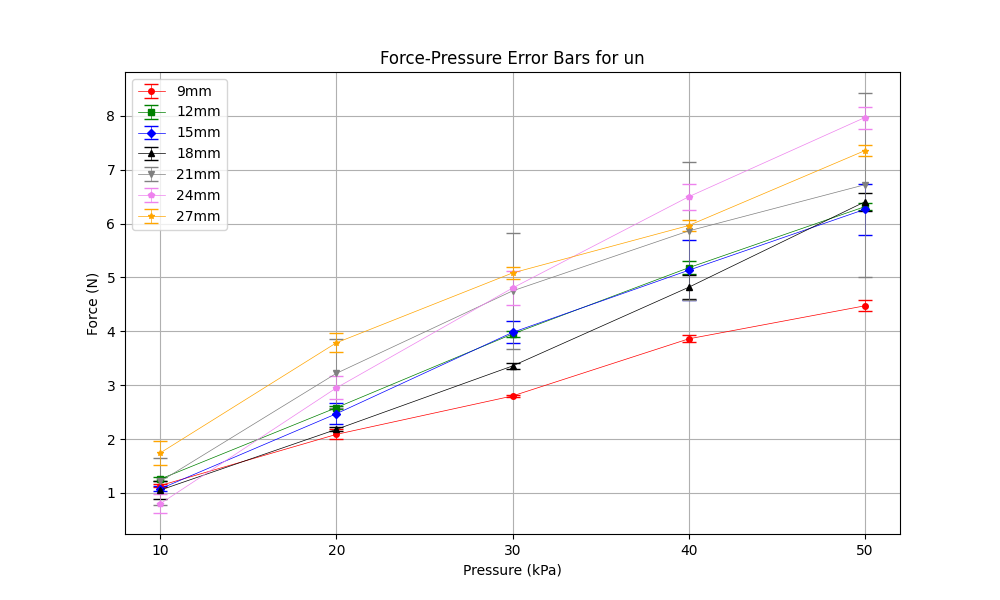 Force-Pressure Error Bars for un
9mm
12mm
15mm
18mm
21mm
24mm
27mm
8
7
6
5
4
3
2
1
Force (N)
10 20 30 40 50
Pressure (kPa)